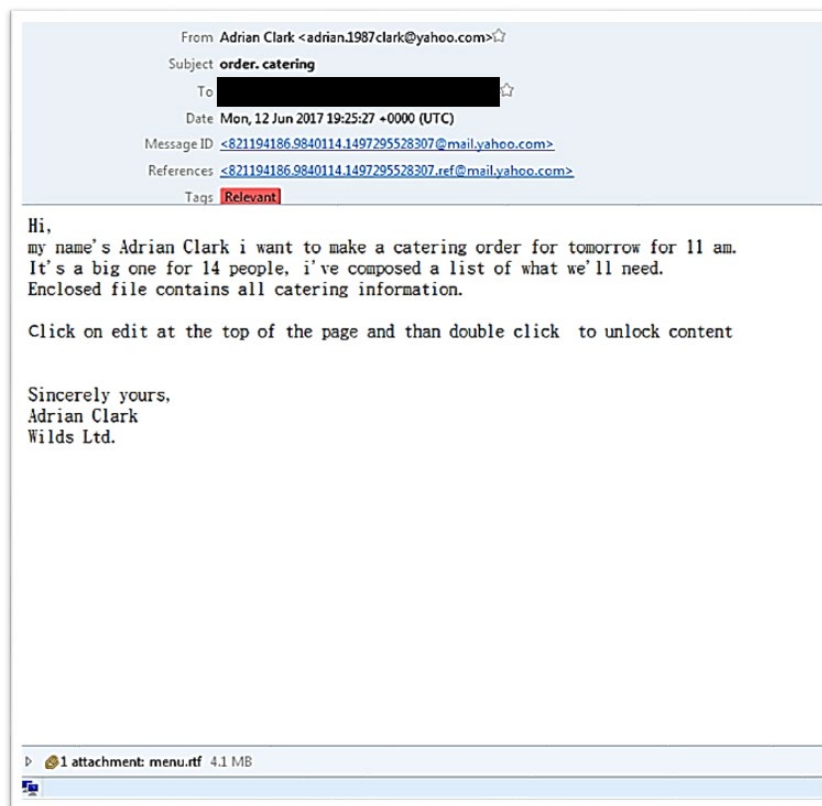 From Adrian Clark <adrian.1987clark@yahoo.com>
Subject order. catering
To
Date Mon, 12 Jun 2017 19:25:27 +0000 (UTC)
Message ID <821194186.9840114.1497295528307@mail.yahoo.com>
References <821194186.9840114.1497295528307.ref@mail.yahoo.com>
Tags Relevant
Hi,
my name's Adrian Clark i want to make a catering order for tomorrow for 11 am.
It's a big one for 14 people, i've composed a list of what we'll need.
Enclosed file contains all catering information.
Click on edit at the top of the page and than double click  to unlock content
Sincerely yours,
Adrian Clark
Wilds Ltd.
1 attachment: menu.rtf 4.1 MB